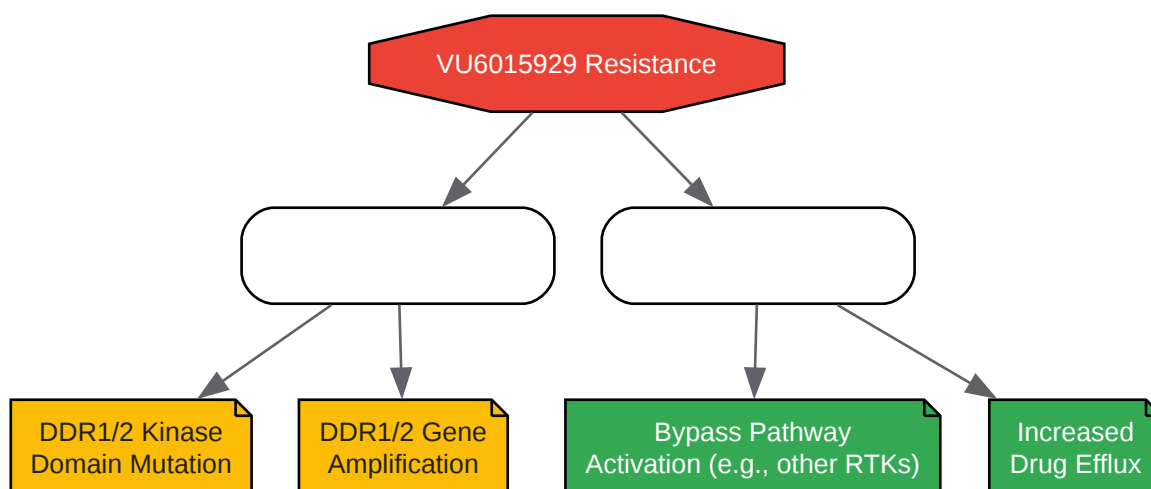 VU6015929 Resistance
DDR1/2 Kinase
Domain Mutation
DDR1/2 Gene
Amplification
Bypass Pathway
Activation (e.g., other RTKs)
Increased
Drug Efflux